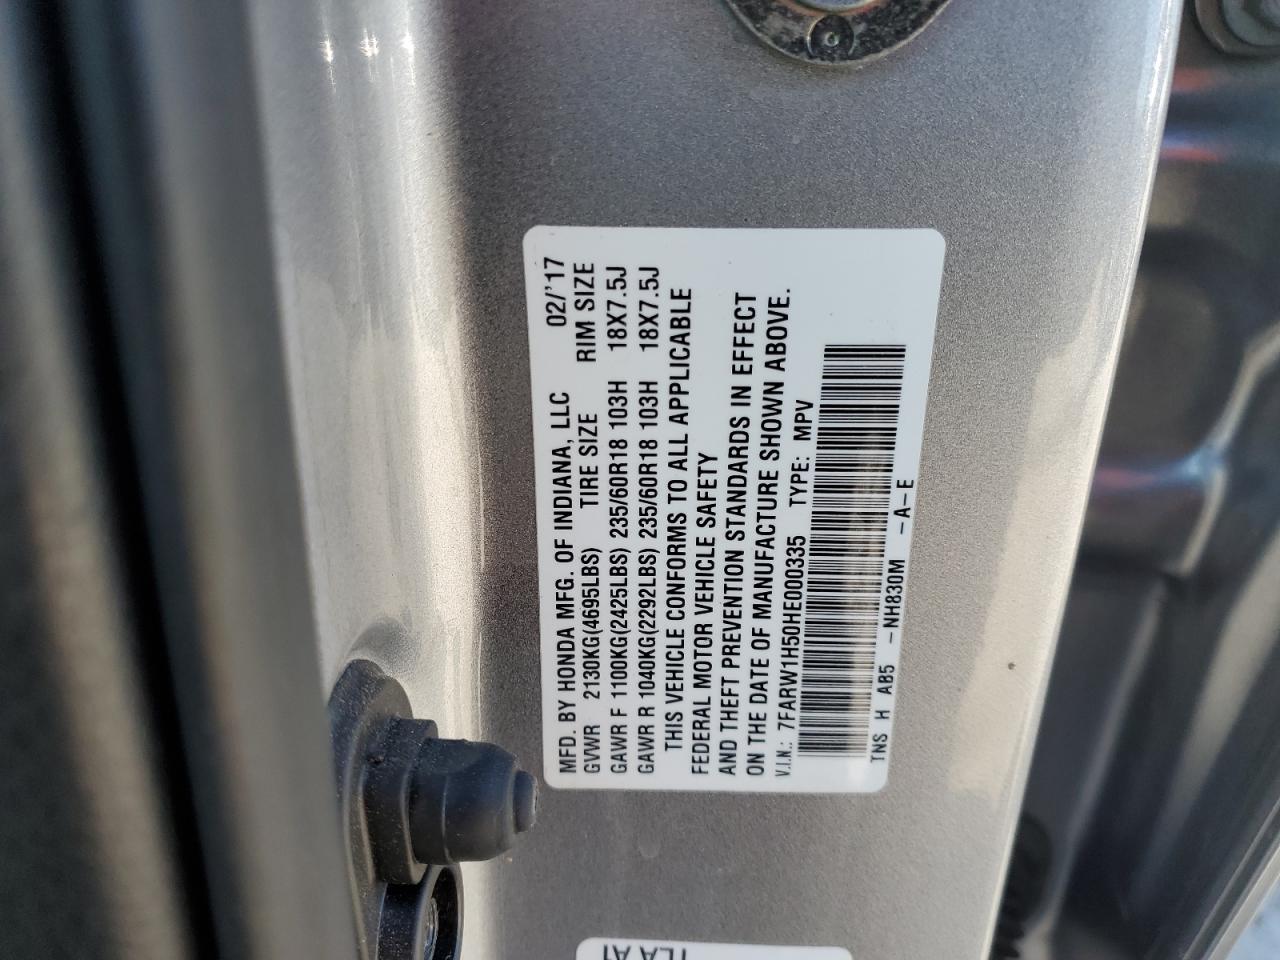 MFD. BY HONDA MFG. OF INDIANA, LLC 02/'17
GVWR 2130KG(4695LBS) TIRE SIZE RIM SIZE
GAWR F 1100KG(2425LBS) 235/60R18 103H 18X7.5J
GAWR R 1040KG(2292LBS) 235/60R18 103H 18X7.5J
THIS VEHICLE CONFORMS TO ALL APPLICABLE
FEDERAL MOTOR VEHICLE SAFETY
AND THEFT PREVENTION STANDARDS IN EFFECT
ON THE DATE OF MANUFACTURE SHOWN ABOVE.
V.I.N.: 7FARW1H50HE000335 TYPE: MPV
TNS H AB5 -NH830M -A-E